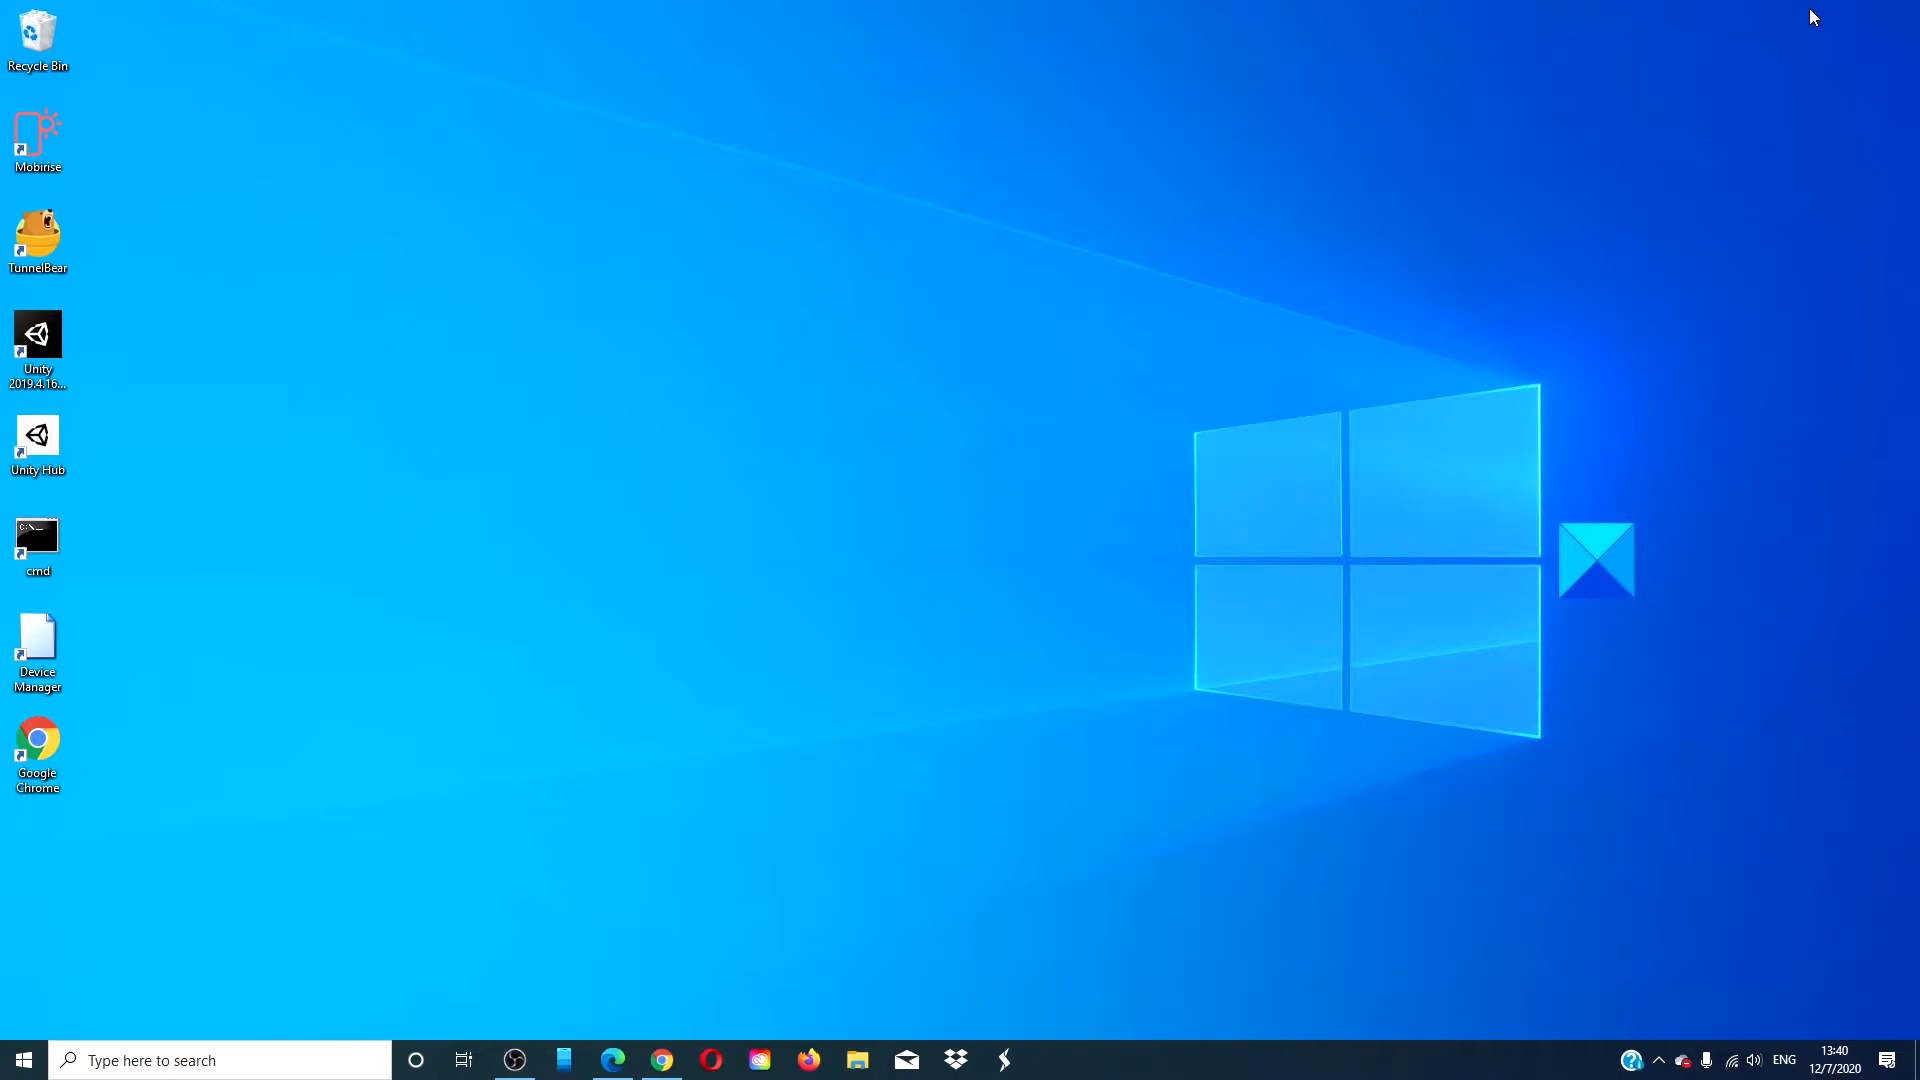 Recycle Bin
Mobirise
TunnelBear
Unity
2019.4.16...
Unity Hub
C:\_
cmd
Device
Manager
Google
Chrome
Type here to search
ENG
13:40
12/7/2020